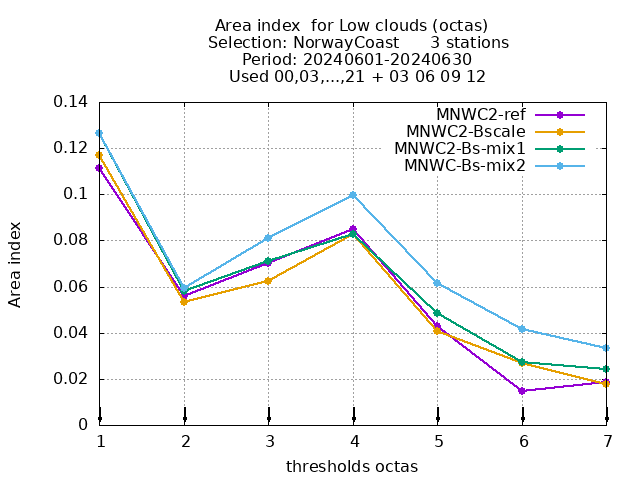 Area index  for Low clouds (octas)
Selection: NorwayCoast      3 stations
Period: 20240601-20240630
Used 00,03,...,21 + 03 06 09 12
MNWC2-ref
MNWC2-Bscale
MNWC2-Bs-mix1
MNWC-Bs-mix2
0.14
0.12
0.1
0.08
0.06
0.04
0.02
0
Area index
1 2 3 4 5 6 7
thresholds octas